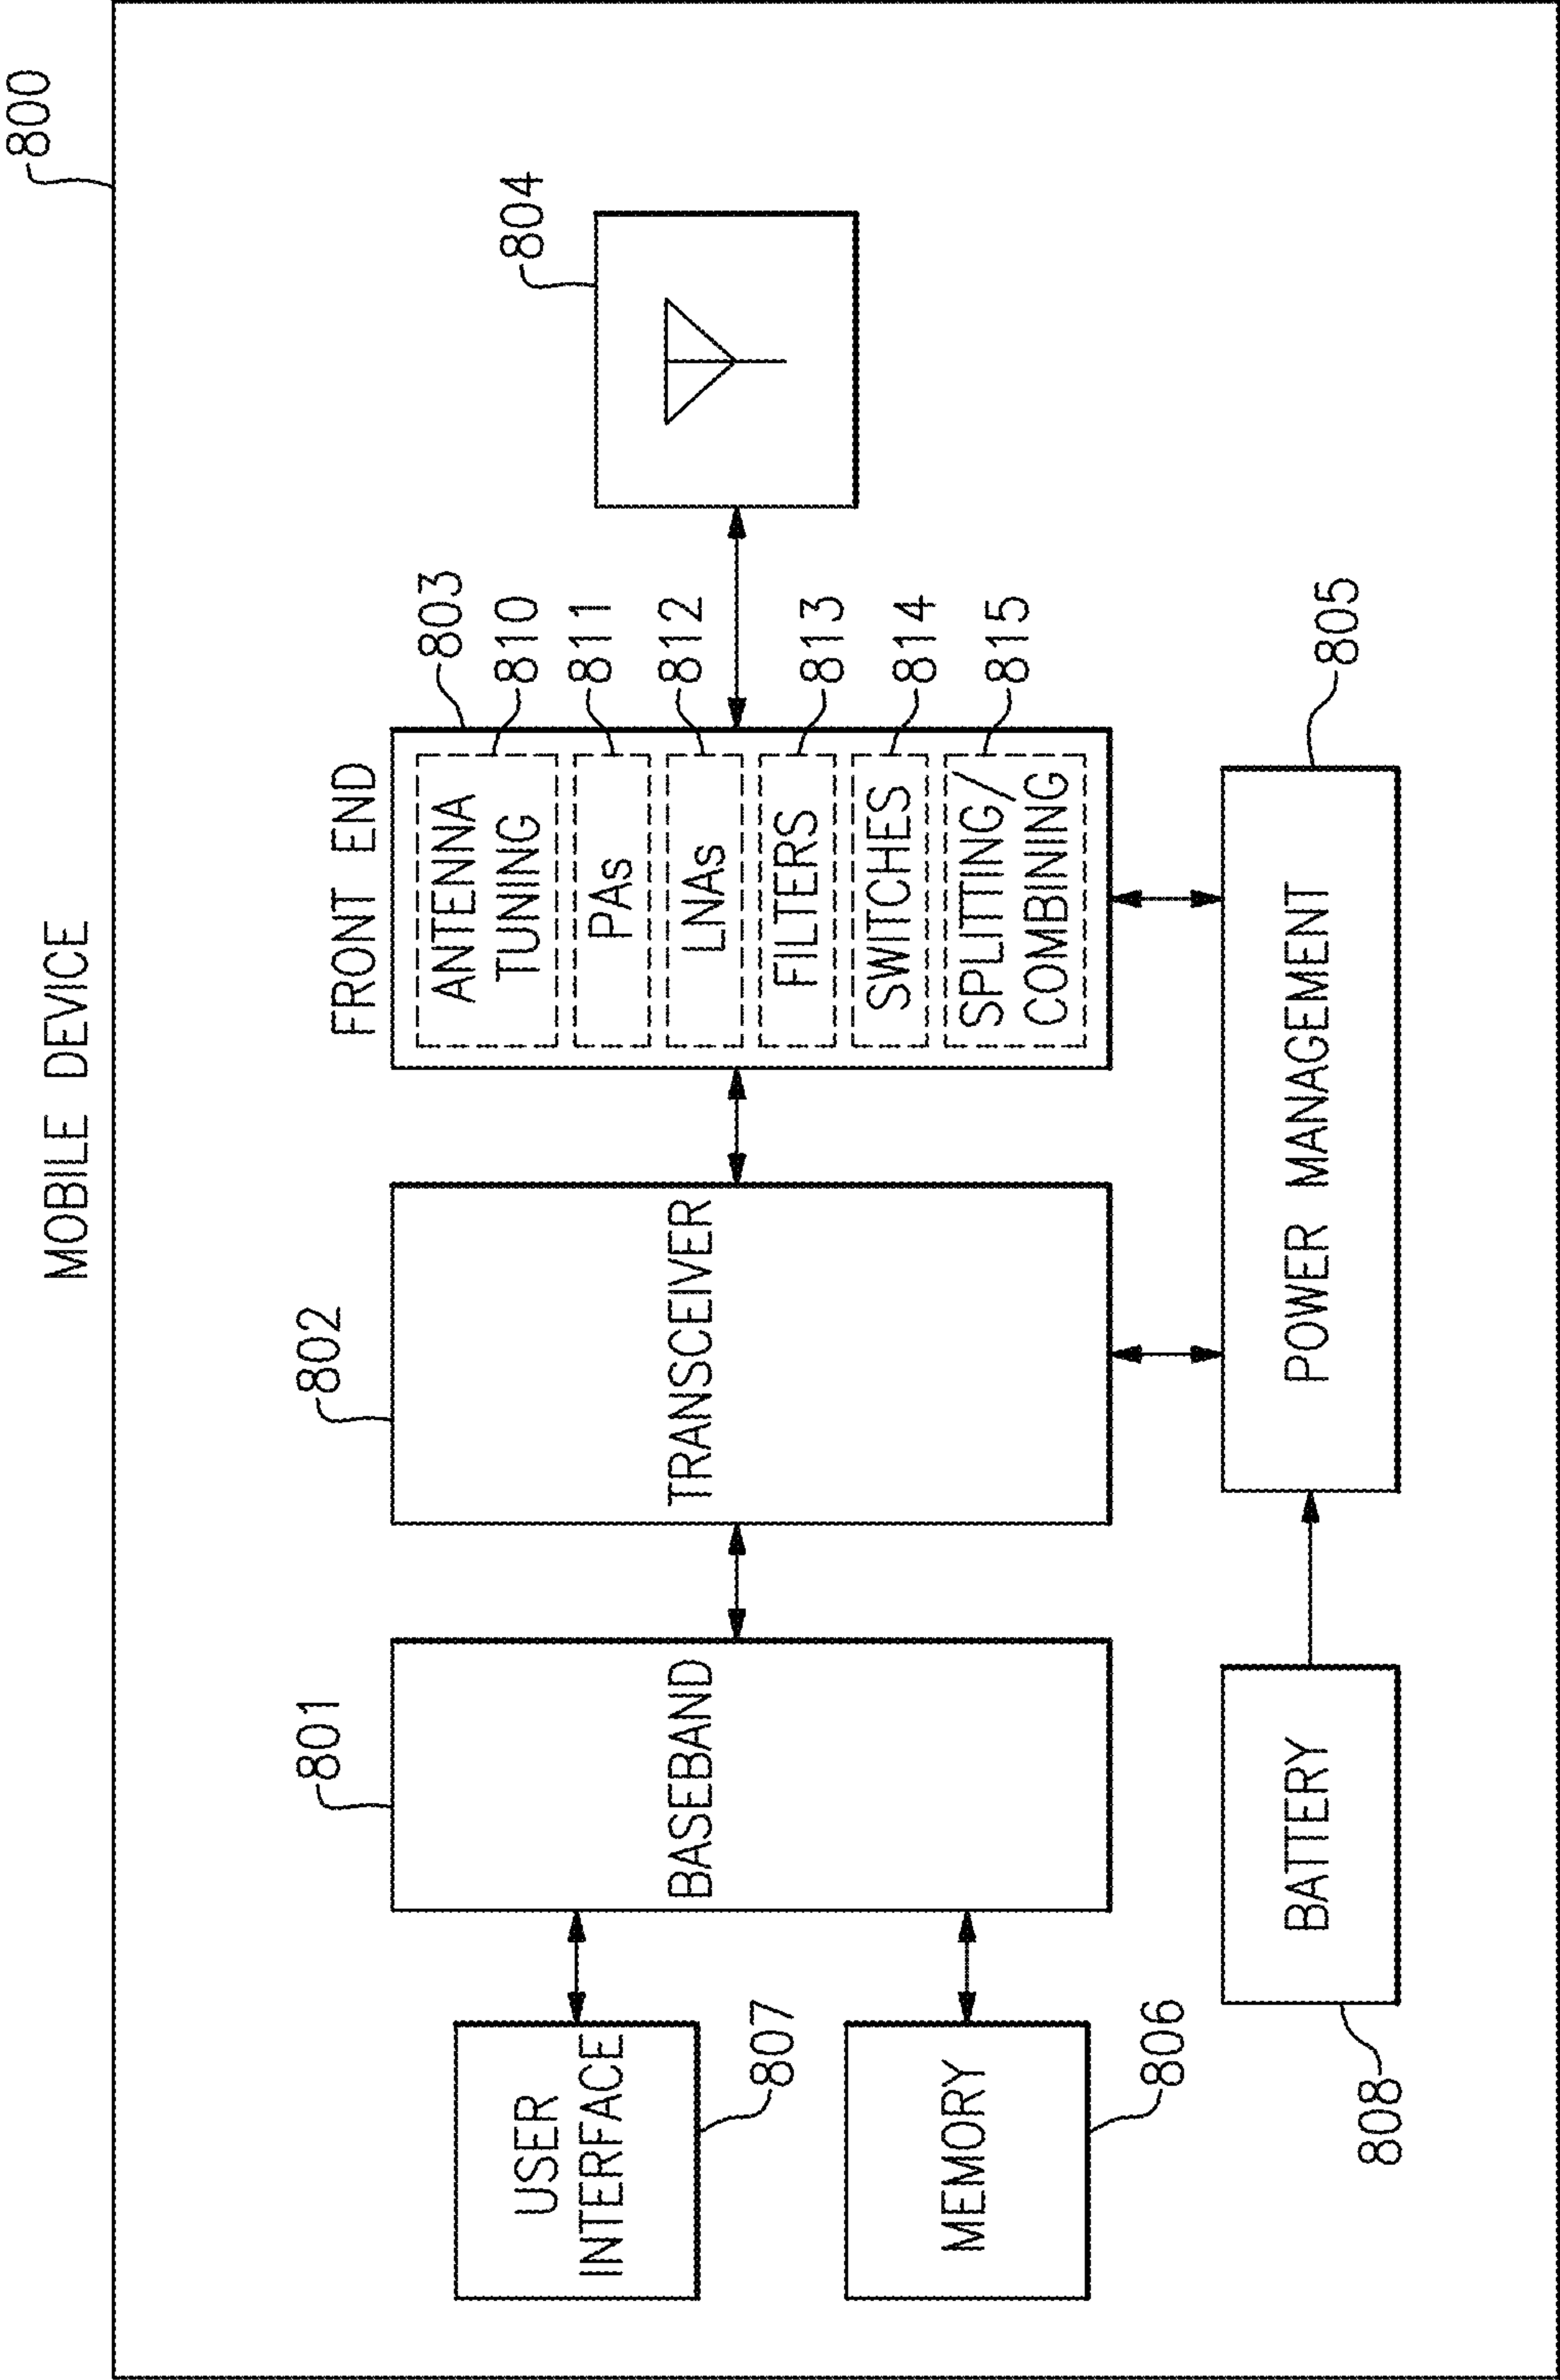 MOBILE DEVICE
800
801
802
FRONT END
803
804
USER
INTERFACE
807
MEMORY
806
BASEBAND
TRANSCEIVER
ANTENNA
TUNING
810
PAs
811
LNAs
812
FILTERS
813
SWITCHES
814
SPLITTING/
COMBINING
815
BATTERY
808
POWER MANAGEMENT
805